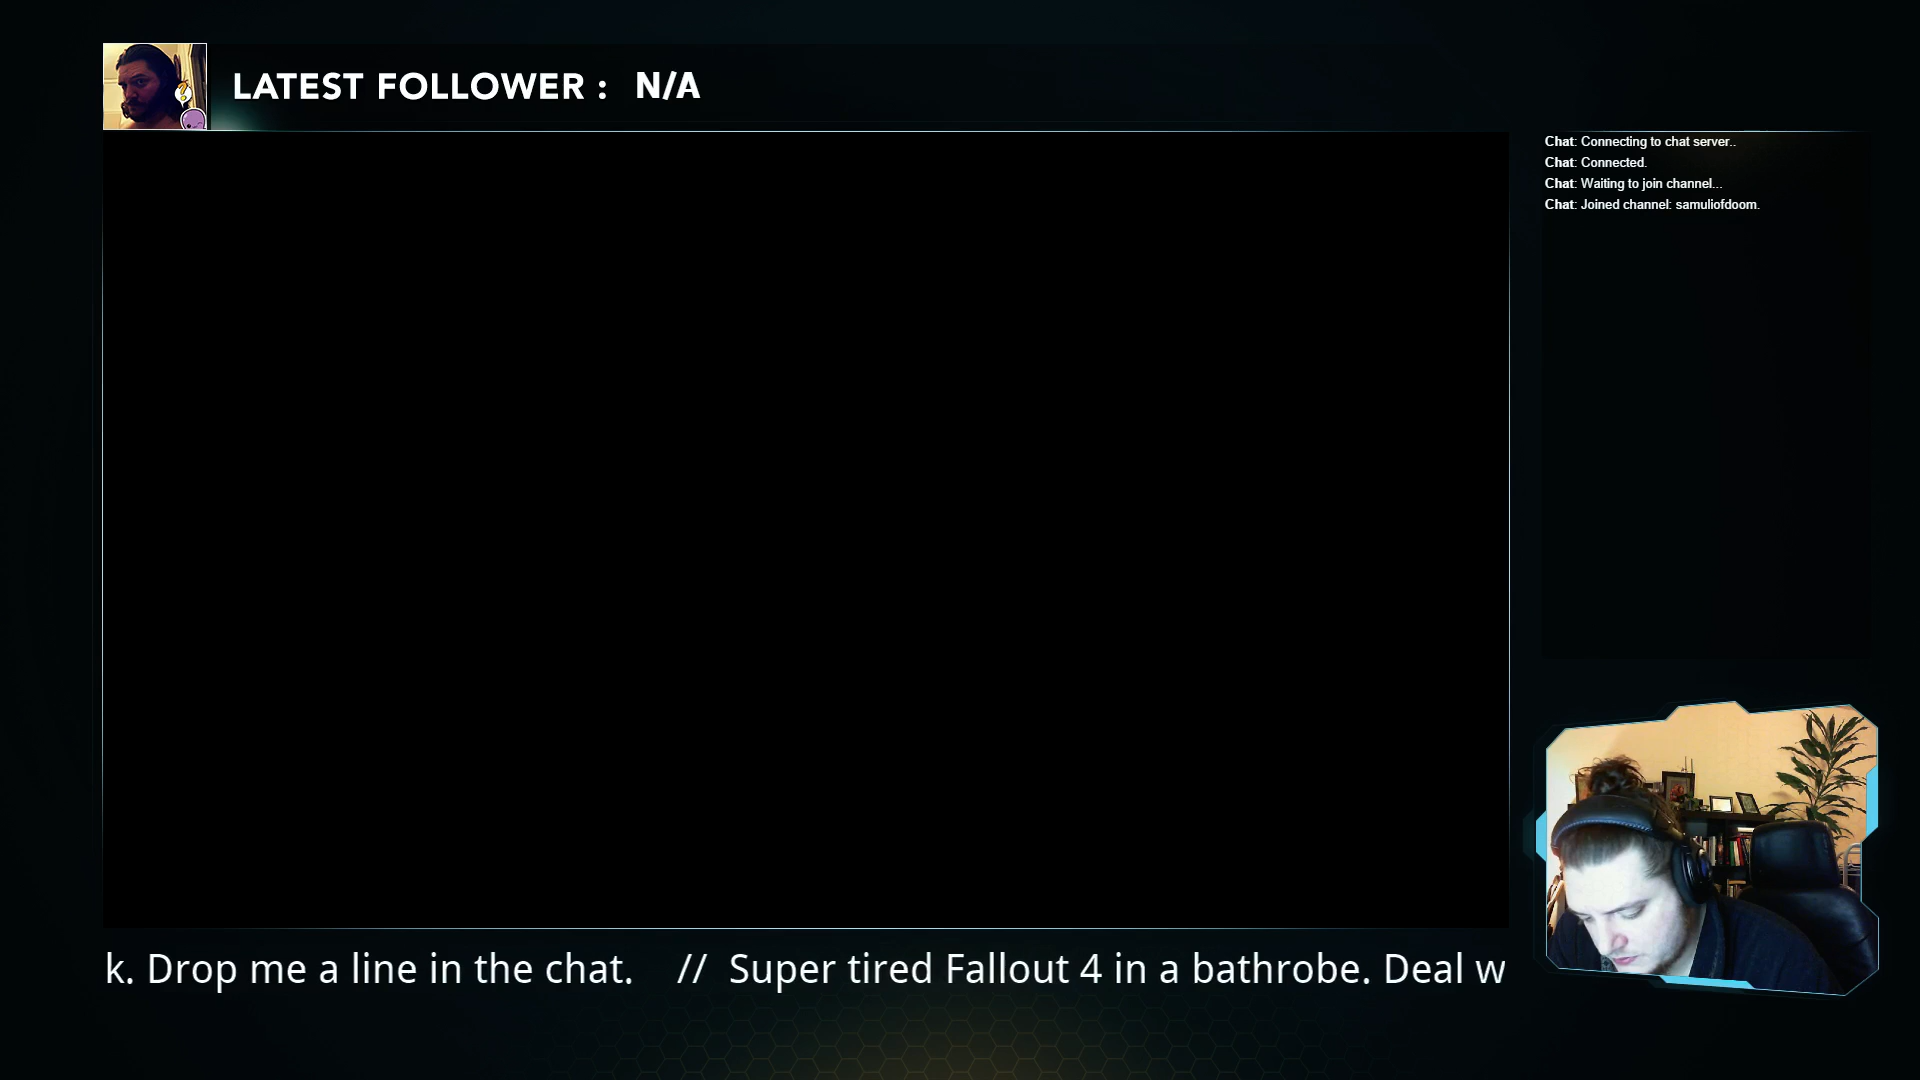 LATEST FOLLOWER : N/A
Chat: Connecting to chat server..
Chat: Connected.
Chat: Waiting to join channel...
Chat: Joined channel: samuliofdoom.
k. Drop me a line in the chat. // Super tired Fallout 4 in a bathrobe. Deal w